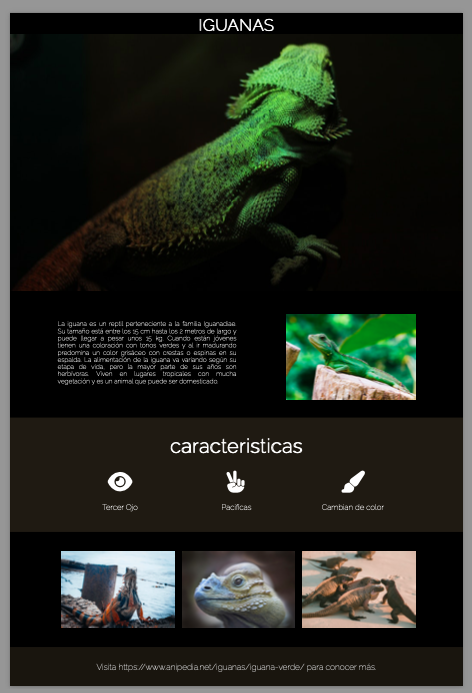 IGUANAS
La iguana es un reptil perteneciente a la familia Iguanadiae.
Su tamaño está entre los 15 cm hasta los 2 metros de largo y
puede llegar a pesar unos 15 kg. Cuando están jóvenes
tienen una coloración con tonos verdes y al ir madurando
predomina un color grisáceo con crestas o espinas en su
espalda. La alimentación de la iguana va variando según su
etapa de vida, pero la mayor parte de sus años son
herbívoras. Viven en lugares tropicales con mucha
vegetación y es un animal que puede ser domesticado.
caracteristicas
Tercer Ojo
Pacificas
Cambian de color
Visita https://www.anipedia.net/iguanas/iguana-verde/ para conocer más.